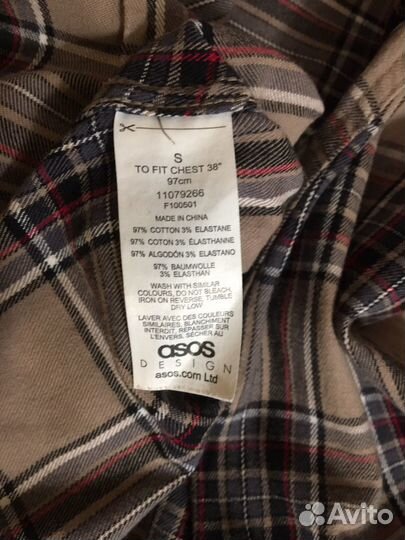 S
TO FIT CHEST 38"
97cm
11079266
F100501
MADE IN CHINA
97% COTTON 3% ELASTANE
97% COTON 3% ÉLASTHANNE
97% ALGODÓN 3% ELASTANO
97% BAUMWOLLE
3% ELASTHAN
WASH WITH SIMILAR
COLOURS, DO NOT BLEACH,
IRON ON REVERSE, TUMBLE
DRY LOW
LAVER AVEC DES COULEURS
SIMILAIRES, BLANCHIMENT
INTERDIT, REPASSER SUR
L'ENVERS, SÉCHER AU
asos
DESIGN
asos.com Ltd
Avito